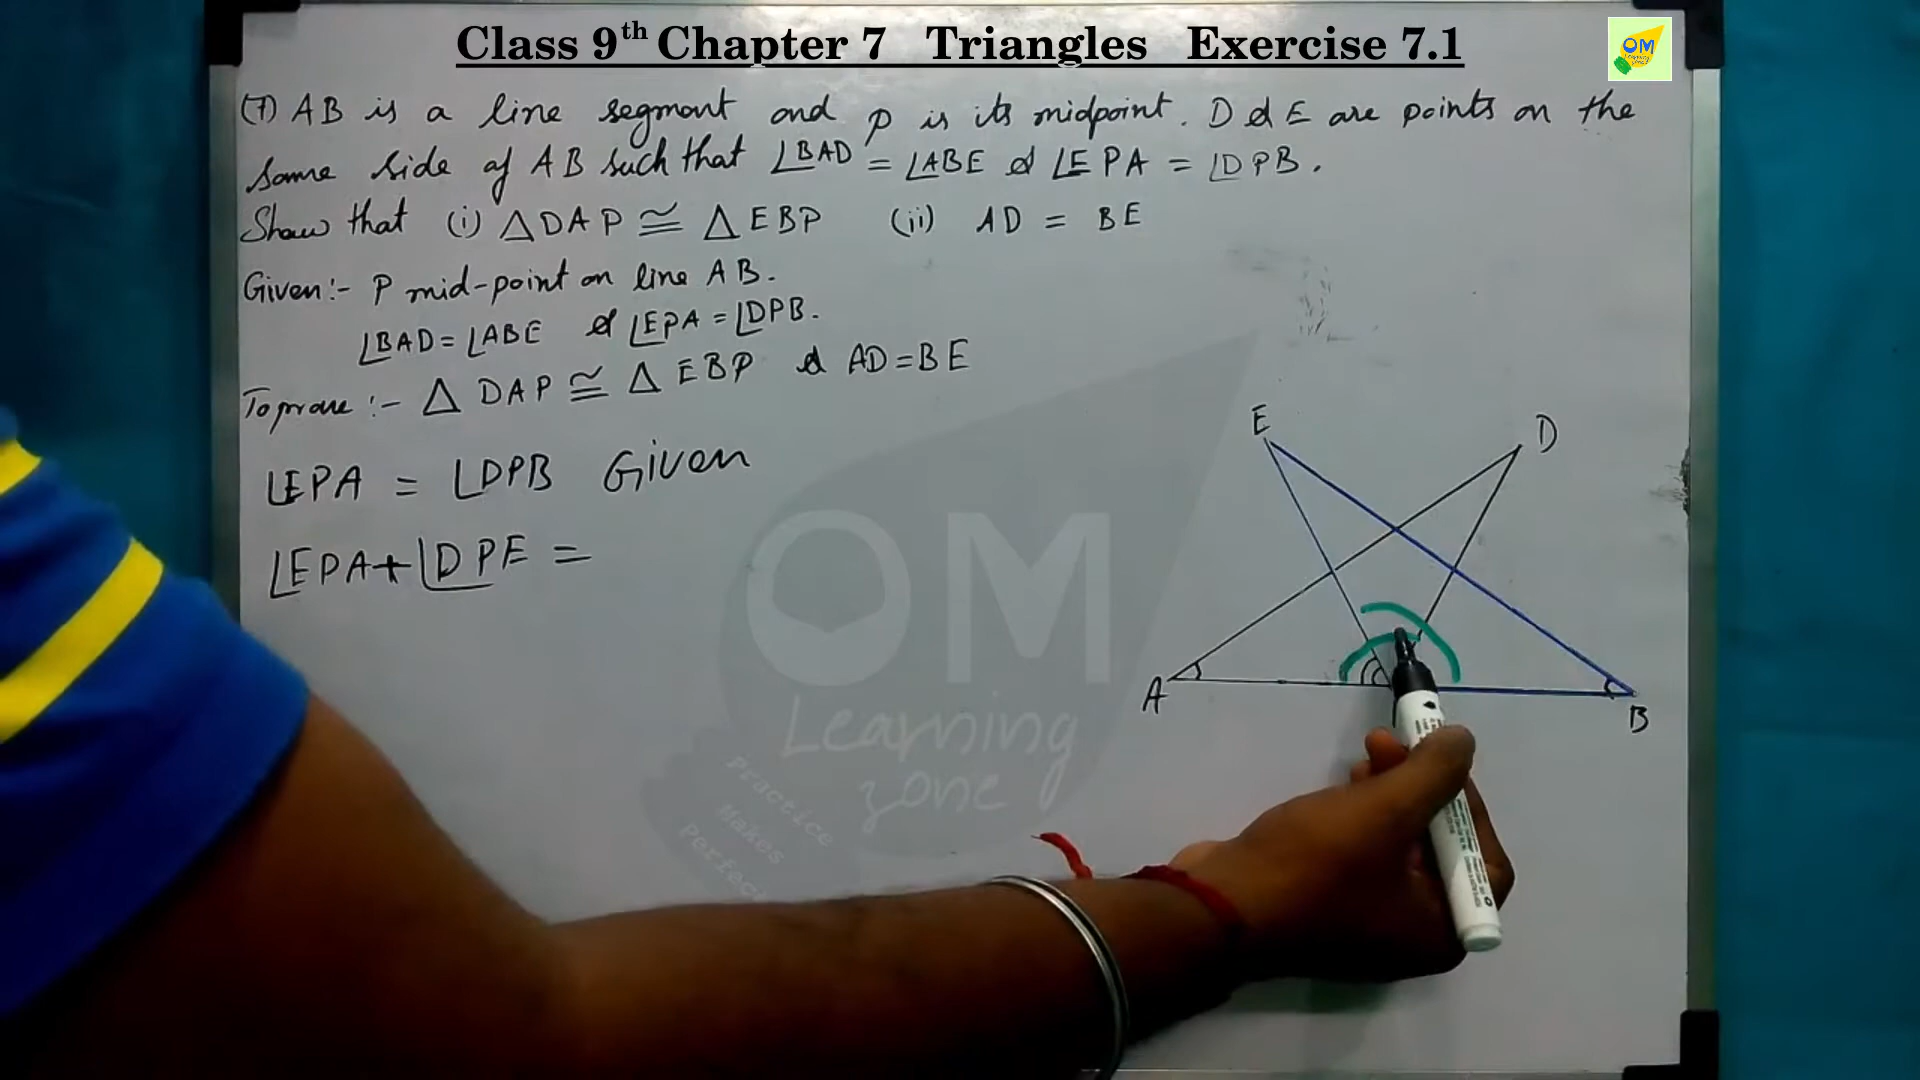 Class 9th Chapter 7 Triangles Exercise 7.1
OM
Learning
zone
(7) AB is a line segment and P is its midpoint. D & E are points on the
same side of AB such that ∠BAD = ∠ABE & ∠EPA = ∠DPB.
Show that (i) △DAP ≅ △EBP (ii) AD = BE
Given:- P mid-point on line AB.
∠BAD = ∠ABE & ∠EPA = ∠DPB.
To prove:- △ DAP ≅ △ EBP & AD = BE
∠EPA = ∠DPB Given
∠EPA + ∠DPE =
E
D
A
B
OM
Learning
zone
Practice
Makes